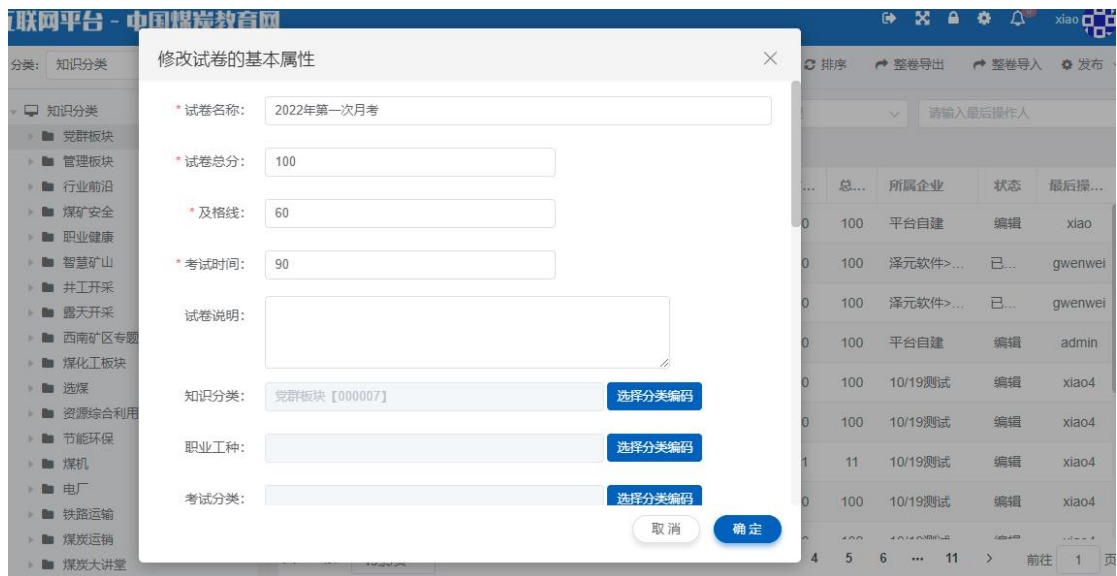 互联网平台 - 中国煤炭教育网
xiao
分类: 知识分类
排序 整卷导出 整卷导入 发布
请输入最后操作人
知识分类
党群板块
管理板块
行业前沿
煤矿安全
职业健康
智慧矿山
井工开采
露天开采
西南矿区专题
煤化工板块
选煤
资源综合利用
节能环保
煤机
电厂
铁路运输
煤炭运销
煤炭大讲堂
修改试卷的基本属性
* 试卷名称: 2022年第一次月考
* 试卷总分: 100
* 及格线: 60
* 考试时间: 90
试卷说明:
知识分类: 党群板块【000007】 选择分类编码
职业工种: 选择分类编码
考试分类: 选择分类编码
取消 确定
... 总... 所属企业 状态 最后操...
0 100 平台自建 编辑 xiao
0 100 泽元软件>... 已... gwenwei
0 100 泽元软件>... 已... gwenwei
0 100 平台自建 编辑 admin
0 100 10/19测试 编辑 xiao4
0 100 10/19测试 编辑 xiao4
1 11 10/19测试 编辑 xiao4
0 100 10/19测试 编辑 xiao4
4 5 6 ... 11 > 前往 1 页